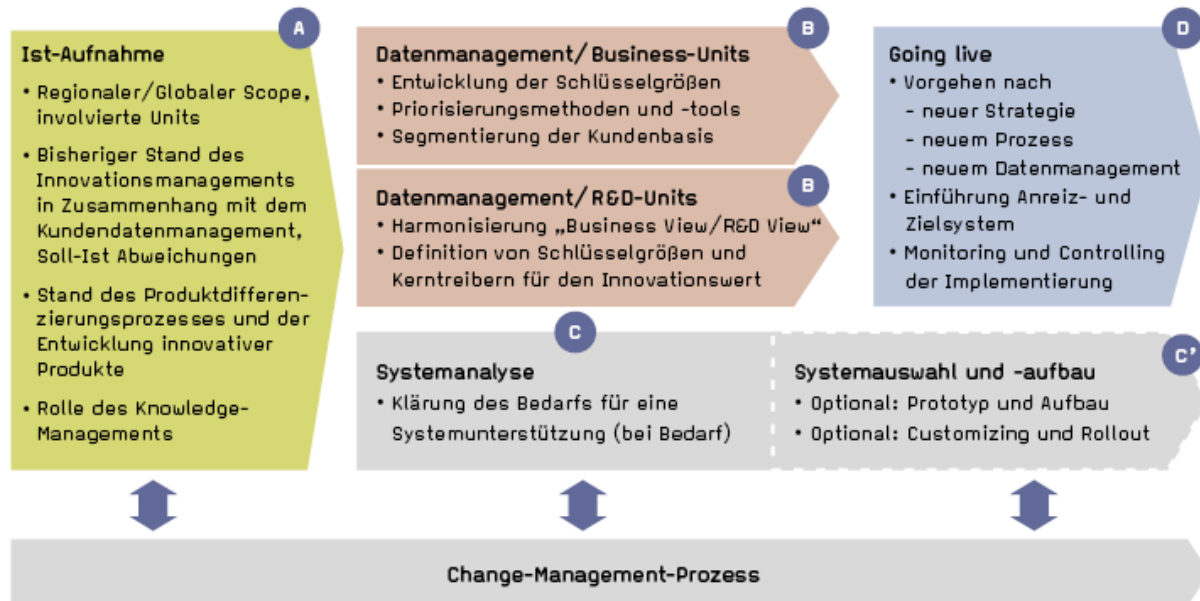 A
Ist-Aufnahme
• Regionaler/Globaler Scope,
involvierte Units
• Bisheriger Stand des
Innovationsmanagements
in Zusammenhang mit dem
Kundendatenmanagement,
Soll-Ist Abweichungen
• Stand des Produktdifferen-
zierungsprozesses und der
Entwicklung innovativer
Produkte
• Rolle des Knowledge-
Managements
B
Datenmanagement/Business-Units
• Entwicklung der Schlüsselgrößen
• Priorisierungsmethoden und -tools
• Segmentierung der Kundenbasis
B
Datenmanagement/R&D-Units
• Harmonisierung „Business View/R&D View“
• Definition von Schlüsselgrößen und
Kerntreibern für den Innovationswert
D
Going live
• Vorgehen nach
- neuer Strategie
- neuem Prozess
- neuem Datenmanagement
• Einführung Anreiz- und
Zielsystem
• Monitoring und Controlling
der Implementierung
C
Systemanalyse
• Klärung des Bedarfs für eine
Systemunterstützung (bei Bedarf)
C'
Systemauswahl und -aufbau
• Optional: Prototyp und Aufbau
• Optional: Customizing und Rollout
Change-Management-Prozess